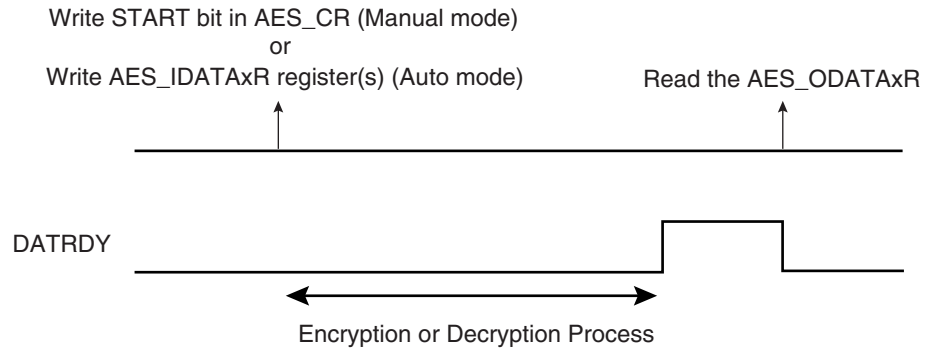 Write START bit in AES_CR (Manual mode)
or
Write AES_IDATAxR register(s) (Auto mode)
Read the AES_ODATAxR
DATRDY
Encryption or Decryption Process